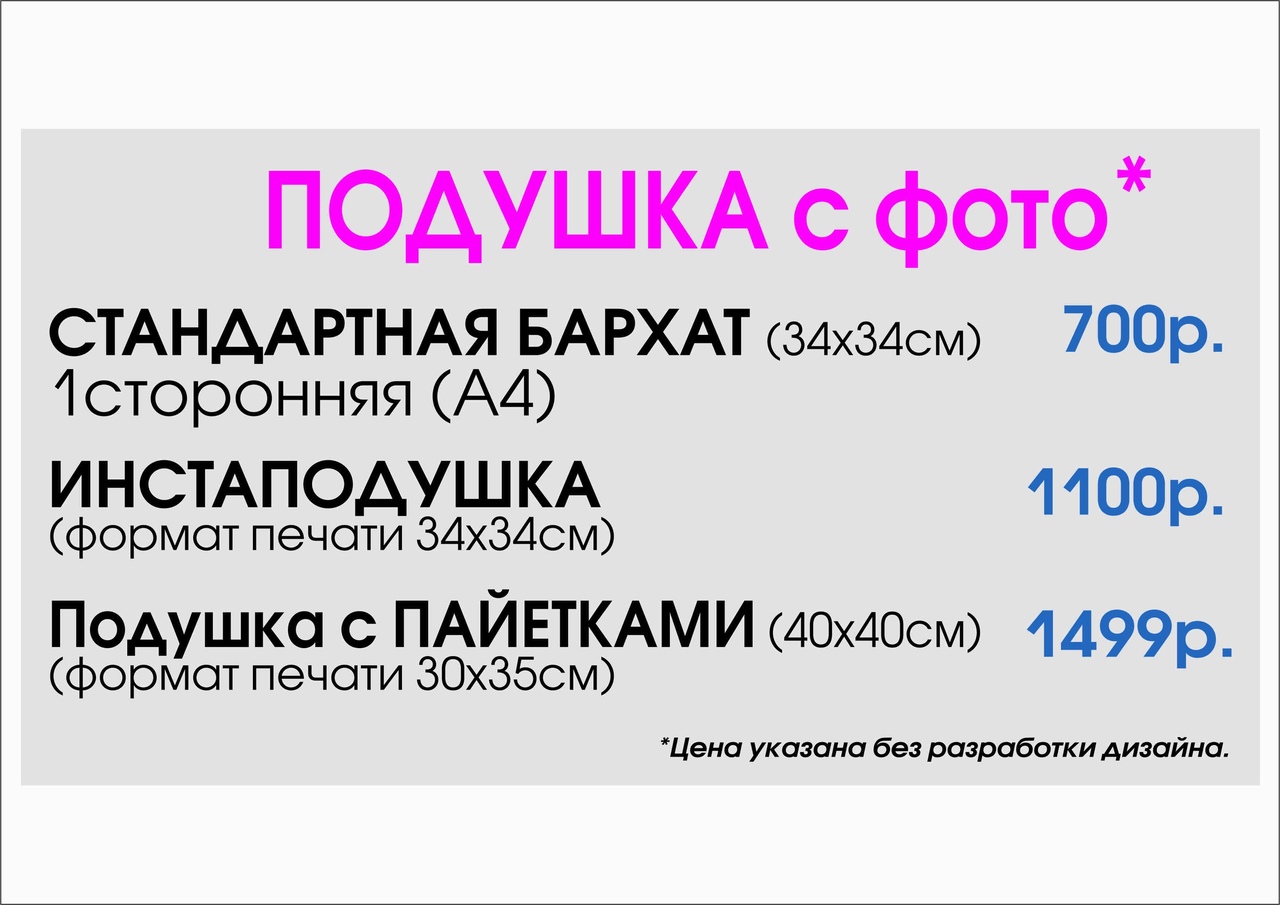 ПОДУШКА с фото*
СТАНДАРТНАЯ БАРХАТ (34х34см) 700р.
1сторонняя (А4)
ИНСТАПОДУШКА 1100р.
(формат печати 34х34см)
Подушка с ПАЙЕТКАМИ (40х40см) 1499р.
(формат печати 30х35см)
*Цена указана без разработки дизайна.